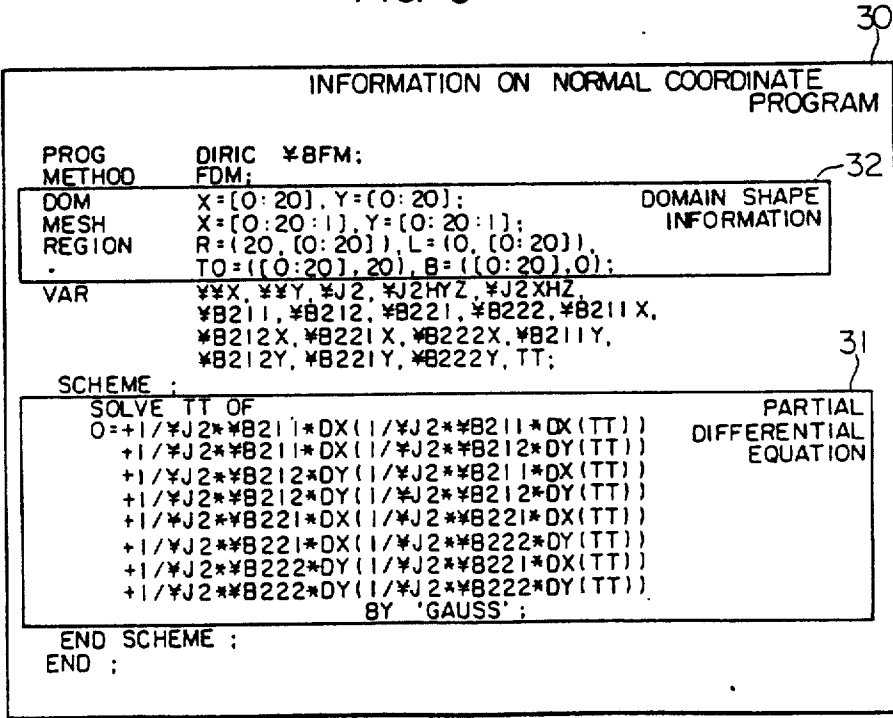 30
INFORMATION ON NORMAL COORDINATE
PROGRAM
PROG DIRIC ¥BFM;
METHOD FDM;
32
DOM X=[0:20], Y=[0:20];
DOMAIN SHAPE
MESH X=[0:20:1], Y=[0:20:1];
INFORMATION
REGION R=(20,[0:20]), L=(0,[0:20]),
TO=([0:20],20), B=([0:20],0);
VAR ¥¥X, ¥¥Y, ¥J2, ¥J2HYZ, ¥J2XHZ,
¥B211, ¥B212, ¥B221, ¥B222, ¥B211X,
¥B212X, ¥B221X, ¥B222X, ¥B211Y,
¥B212Y, ¥B221Y, ¥B222Y, TT;
31
SCHEME ;
SOLVE TT OF
PARTIAL
DIFFERENTIAL
EQUATION
0=+1/¥J2*¥B211*DX(1/¥J2*¥B211*DX(TT))
+1/¥J2*¥B211*DX(1/¥J2*¥B212*DY(TT))
+1/¥J2*¥B212*DY(1/¥J2*¥B211*DX(TT))
+1/¥J2*¥B212*DY(1/¥J2*¥B212*DY(TT))
+1/¥J2*¥B221*DX(1/¥J2*¥B221*DX(TT))
+1/¥J2*¥B221*DX(1/¥J2*¥B222*DY(TT))
+1/¥J2*¥B222*DY(1/¥J2*¥B221*DX(TT))
+1/¥J2*¥B222*DY(1/¥J2*¥B222*DY(TT))
BY 'GAUSS';
END SCHEME ;
END ;